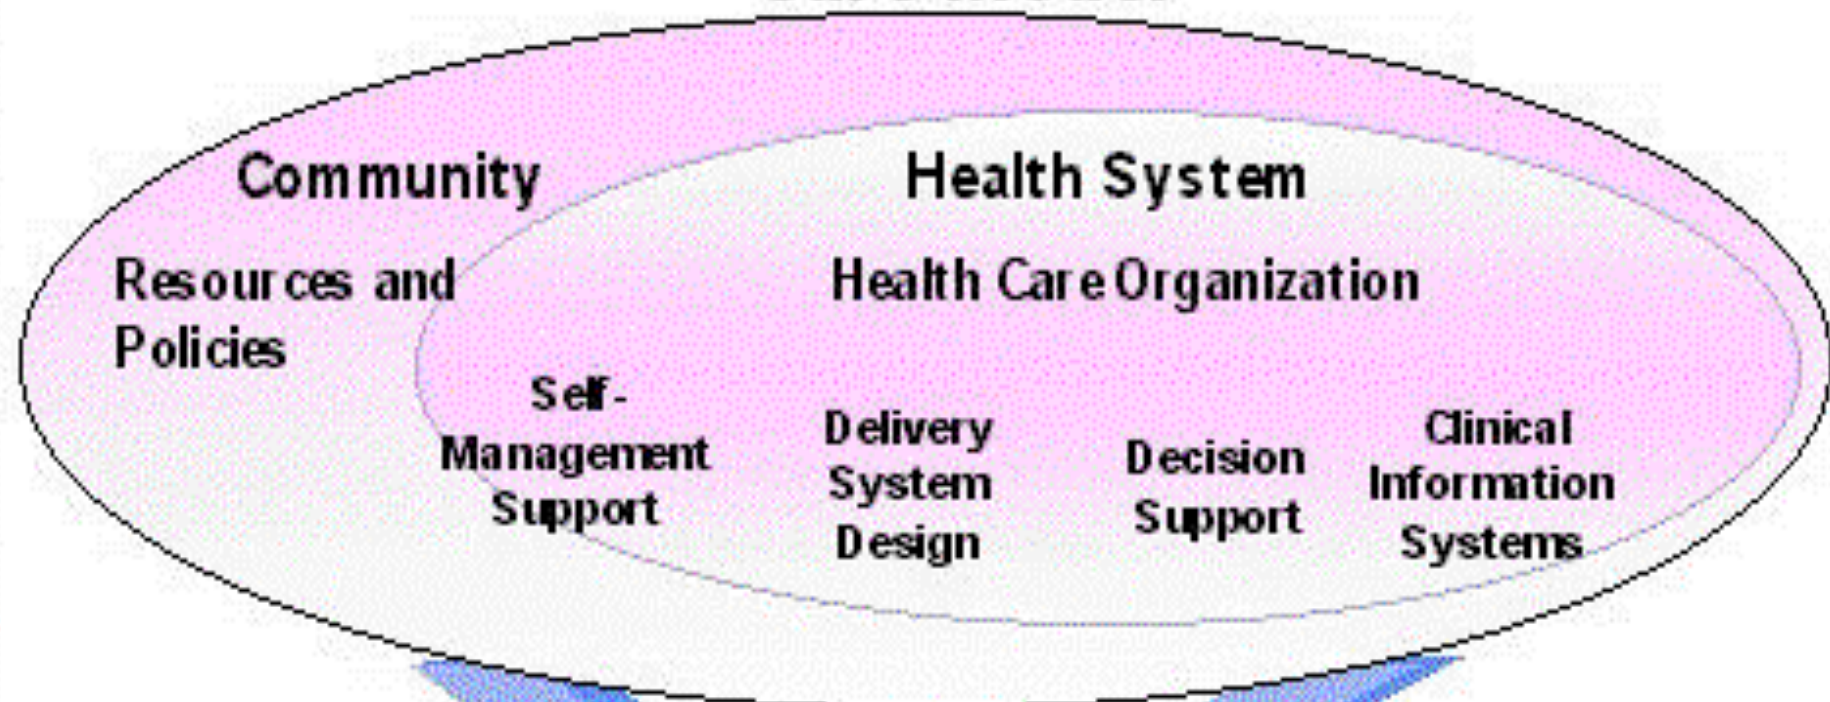 Community
Health System
Resources and
Policies
Health Care Organization
Self-
Management
Support
Delivery
System
Design
Decision
Support
Clinical
Information
Systems